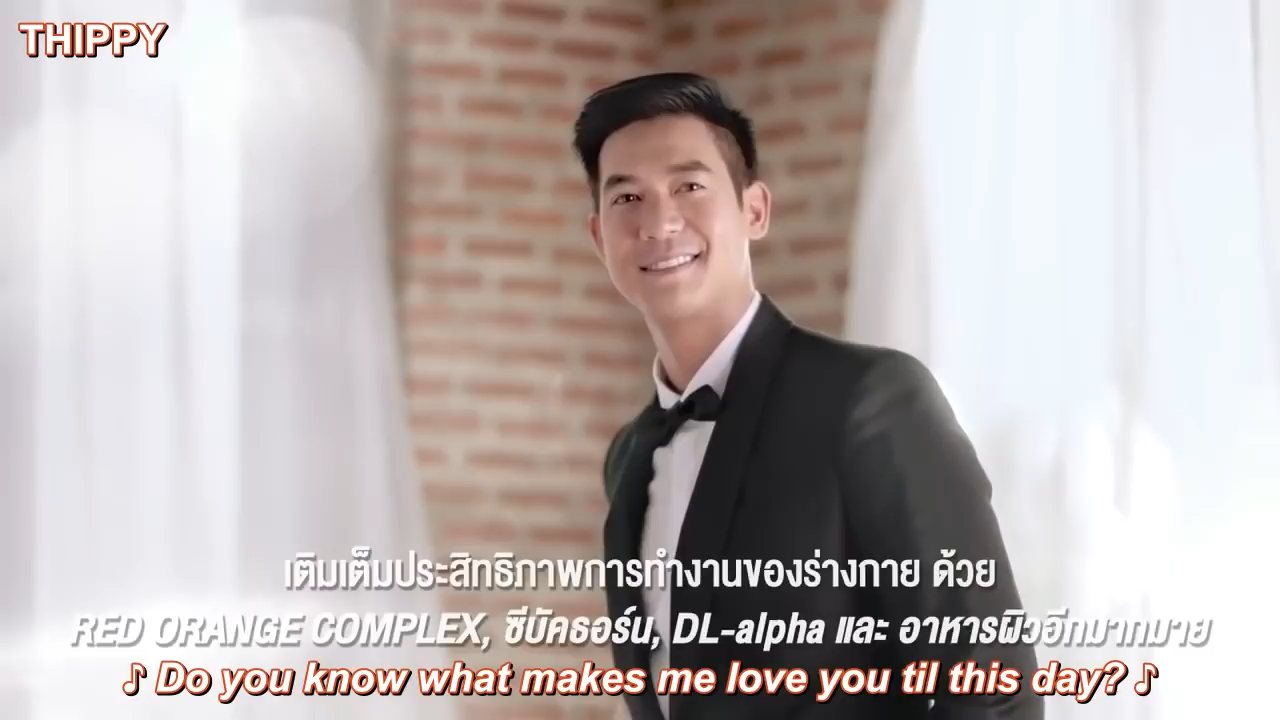 THIPPY
เติมเต็มประสิทธิภาพการทำงานของร่างกาย ด้วย
RED ORANGE COMPLEX, ซีบัคธอร์น, DL-alpha และ อาหารผิวอีกมากมาย
♪ Do you know what makes me love you til this day? ♪